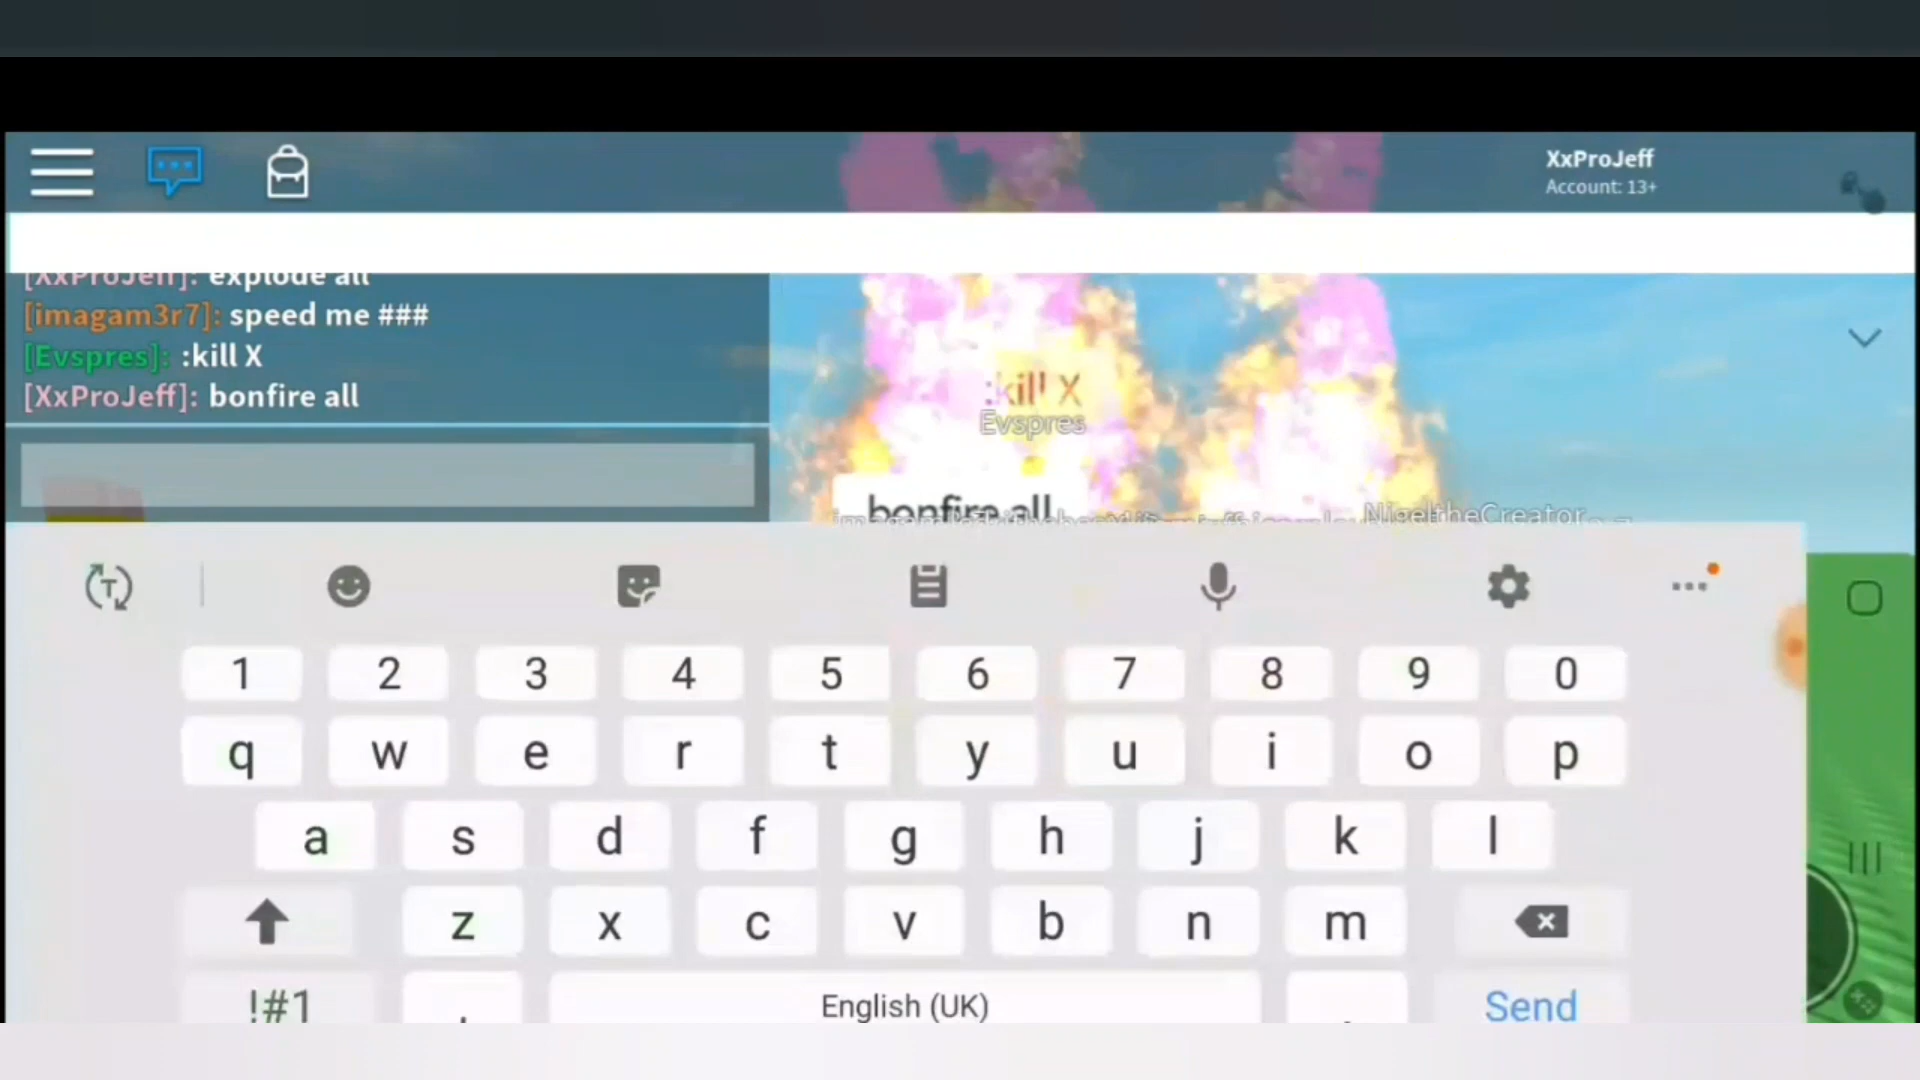 XxProJeff
Account: 13+
[XxProJeff]: explode all
[imagam3r7]: speed me ###
[Evspres]: :kill X
[XxProJeff]: bonfire all
:kill X
Evspres
bonfire all
NigeltheCreator
T
1 2 3 4 5 6 7 8 9 0
q w e r t y u i o p
a s d f g h j k l
z x c v b n m
!#1 , English (UK) . Send